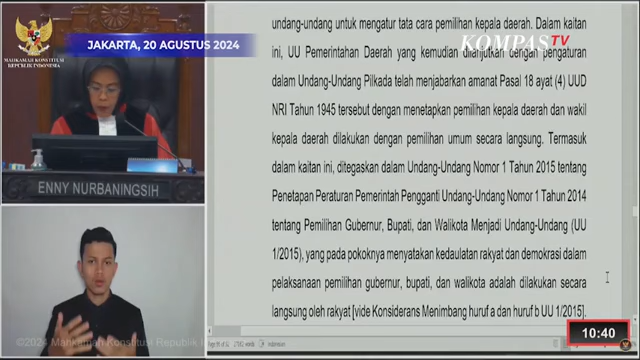 MAHKAMAH KONSTITUSI
REPUBLIK INDONESIA
JAKARTA, 20 AGUSTUS 2024
KOMPASTV
ENNY NURBANINGSIH
undang-undang untuk mengatur tata cara pemilihan kepala daerah. Dalam kaitan
ini, UU Pemerintahan Daerah yang kemudian dilanjutkan dengan pengaturan
dalam Undang-Undang Pilkada telah menjabarkan amanat Pasal 18 ayat (4) UUD
NRI Tahun 1945 tersebut dengan menetapkan pemilihan kepala daerah dan wakil
kepala daerah dilakukan dengan pemilihan umum secara langsung. Termasuk
dalam kaitan ini, ditegaskan dalam Undang-Undang Nomor 1 Tahun 2015 tentang
Penetapan Peraturan Pemerintah Pengganti Undang-Undang Nomor 1 Tahun 2014
tentang Pemilihan Gubernur, Bupati, dan Walikota Menjadi Undang-Undang (UU
1/2015), yang pada pokoknya menyatakan kedaulatan rakyat dan demokrasi dalam
pelaksanaan pemilihan gubernur, bupati, dan walikota adalah dilakukan secara
langsung oleh rakyat [vide Konsiderans Menimbang huruf a dan huruf b UU 1/2015].
©2024 Mahkamah Konstitusi Republik
10:40